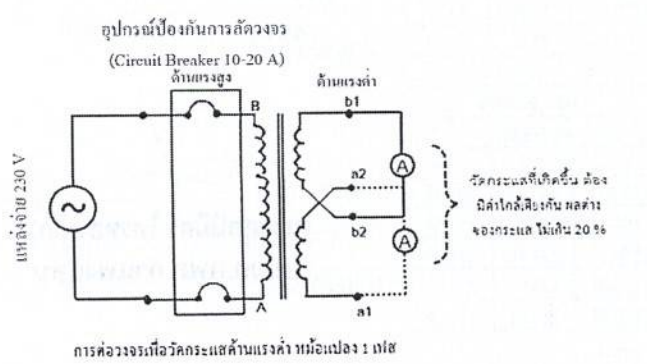 อุปกรณ์ป้องกันการลัดวงจร
(Circuit Breaker 10-20 A)
ด้านแรงสูง
ด้านแรงต่ำ
B
b1
A
a2
แหล่งจ่าย 230 V
b2
A
A
a1
วัดกระแสที่เกิดขึ้น ต้อง
มีค่าใกล้เคียงกัน ผลต่าง
ของกระแส ไม่เกิน 20 %
การต่อวงจรเพื่อวัดกระแสด้านแรงต่ำ หม้อแปลง 1 เฟส